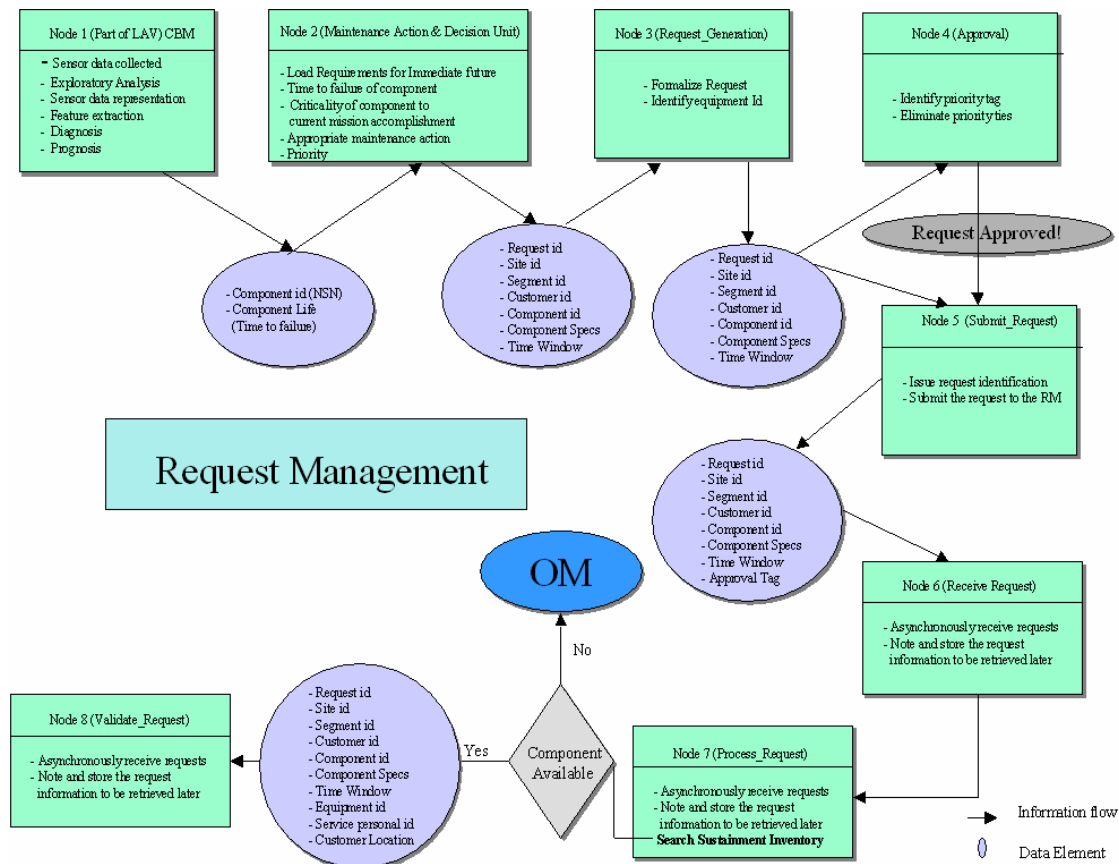 Node 1 (Part of LAV) CBM
- Sensor data collected
- Exploratory Analysis
- Sensor data representation
- Feature extraction
- Diagnosis
- Prognosis
Node 2 (Maintenance Action & Decision Unit)
- Load Requirements for Immediate future
- Time to failure of component
- Criticality of component to
current mission accomplishment
- Appropriate maintenance action
- Priority
Node 3 (Request_Generation)
- Formalize Request
- Identify equipment Id
Node 4 (Approval)
- Identify priority tag
- Eliminate priority ties
- Component id (NSN)
- Component Life
(Time to failure)
- Request id
- Site id
- Segment id
- Customer id
- Component id
- Component Specs
- Time Window
- Request id
- Site id
- Segment id
- Customer id
- Component id
- Component Specs
- Time Window
Request Approved!
Node 5 (Submit_Request)
- Issue request identification
- Submit the request to the RM
Request Management
- Request id
- Site id
- Segment id
- Customer id
- Component id
- Component Specs
- Time Window
- Approval Tag
OM
Node 6 (Receive Request)
- Asynchronously receive requests
- Note and store the request
information to be retrieved later
No
Node 8 (Validate_Request)
- Asynchronously receive requests
- Note and store the request
information to be retrieved later
- Request id
- Site id
- Segment id
- Customer id
- Component id
- Component Specs
- Time Window
- Equipment id
- Service personal id
- Customer Location
Yes
Component
Available
Node 7 (Process_Request)
- Asynchronously receive requests
- Note and store the request
information to be retrieved later
Search Sustainment Inventory
Information flow
Data Element